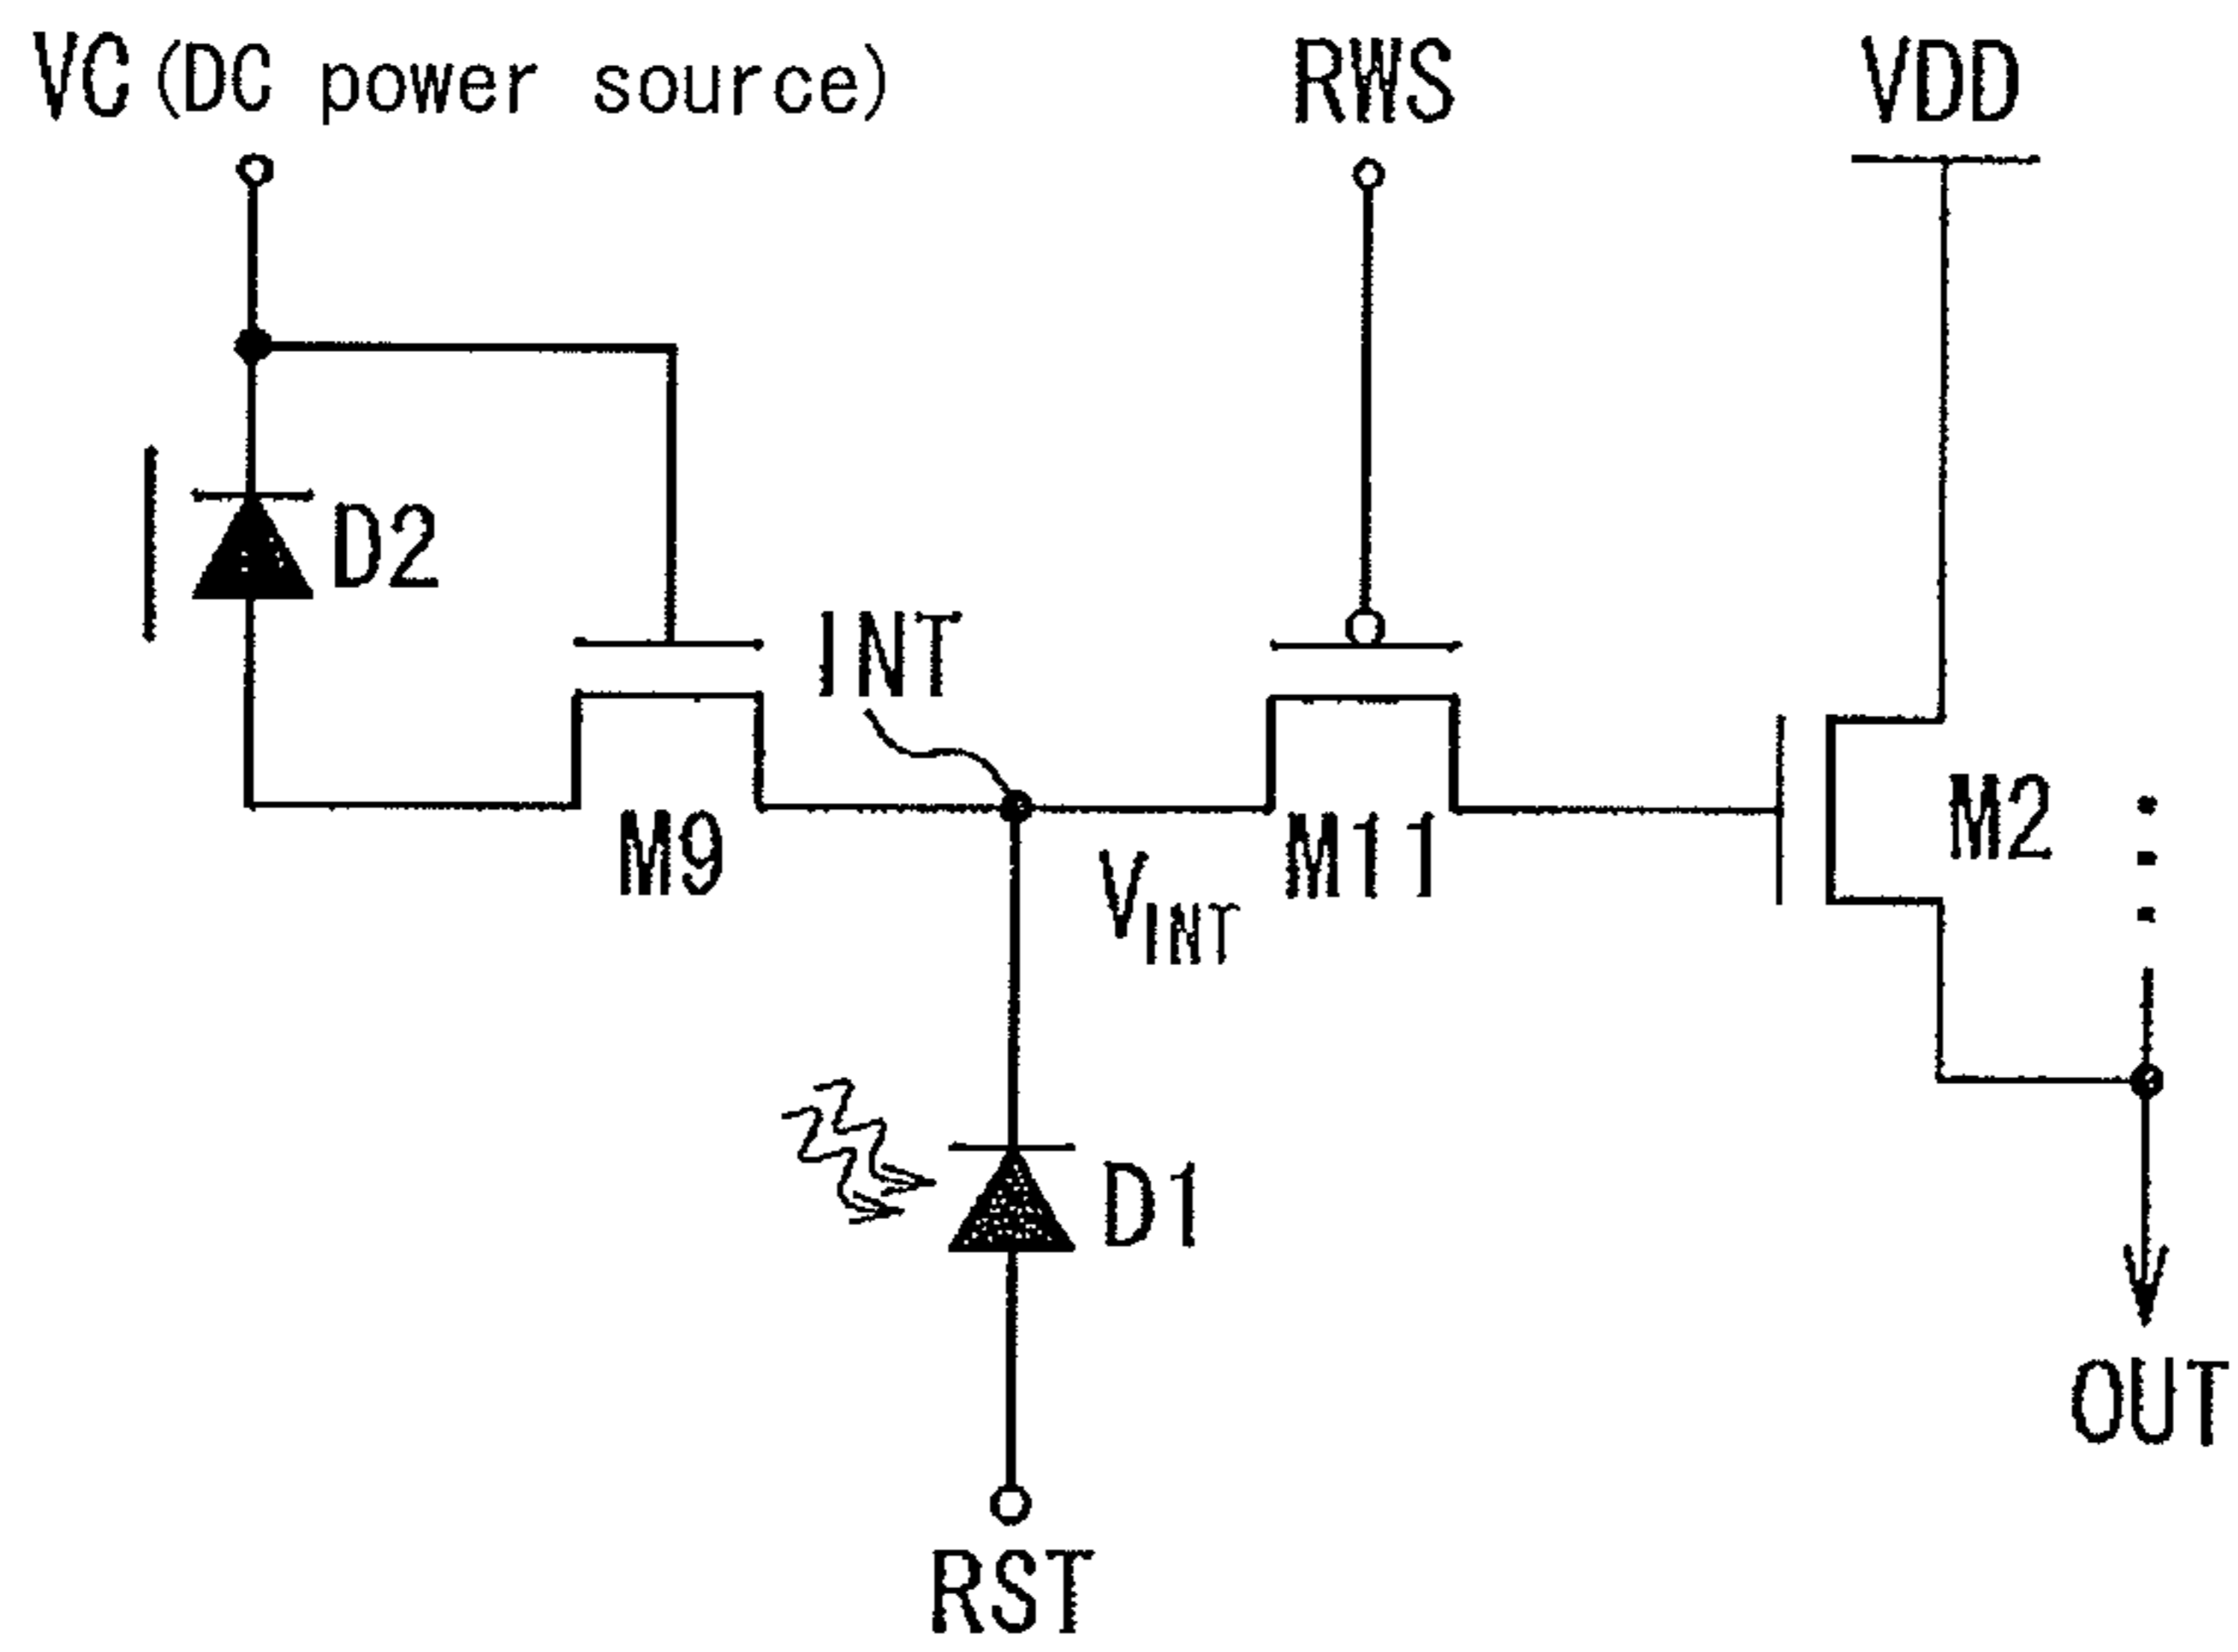 VC (DC power source)
RWS
VDD
D2
INT
M9
M11
M2
VINT
D1
OUT
RST